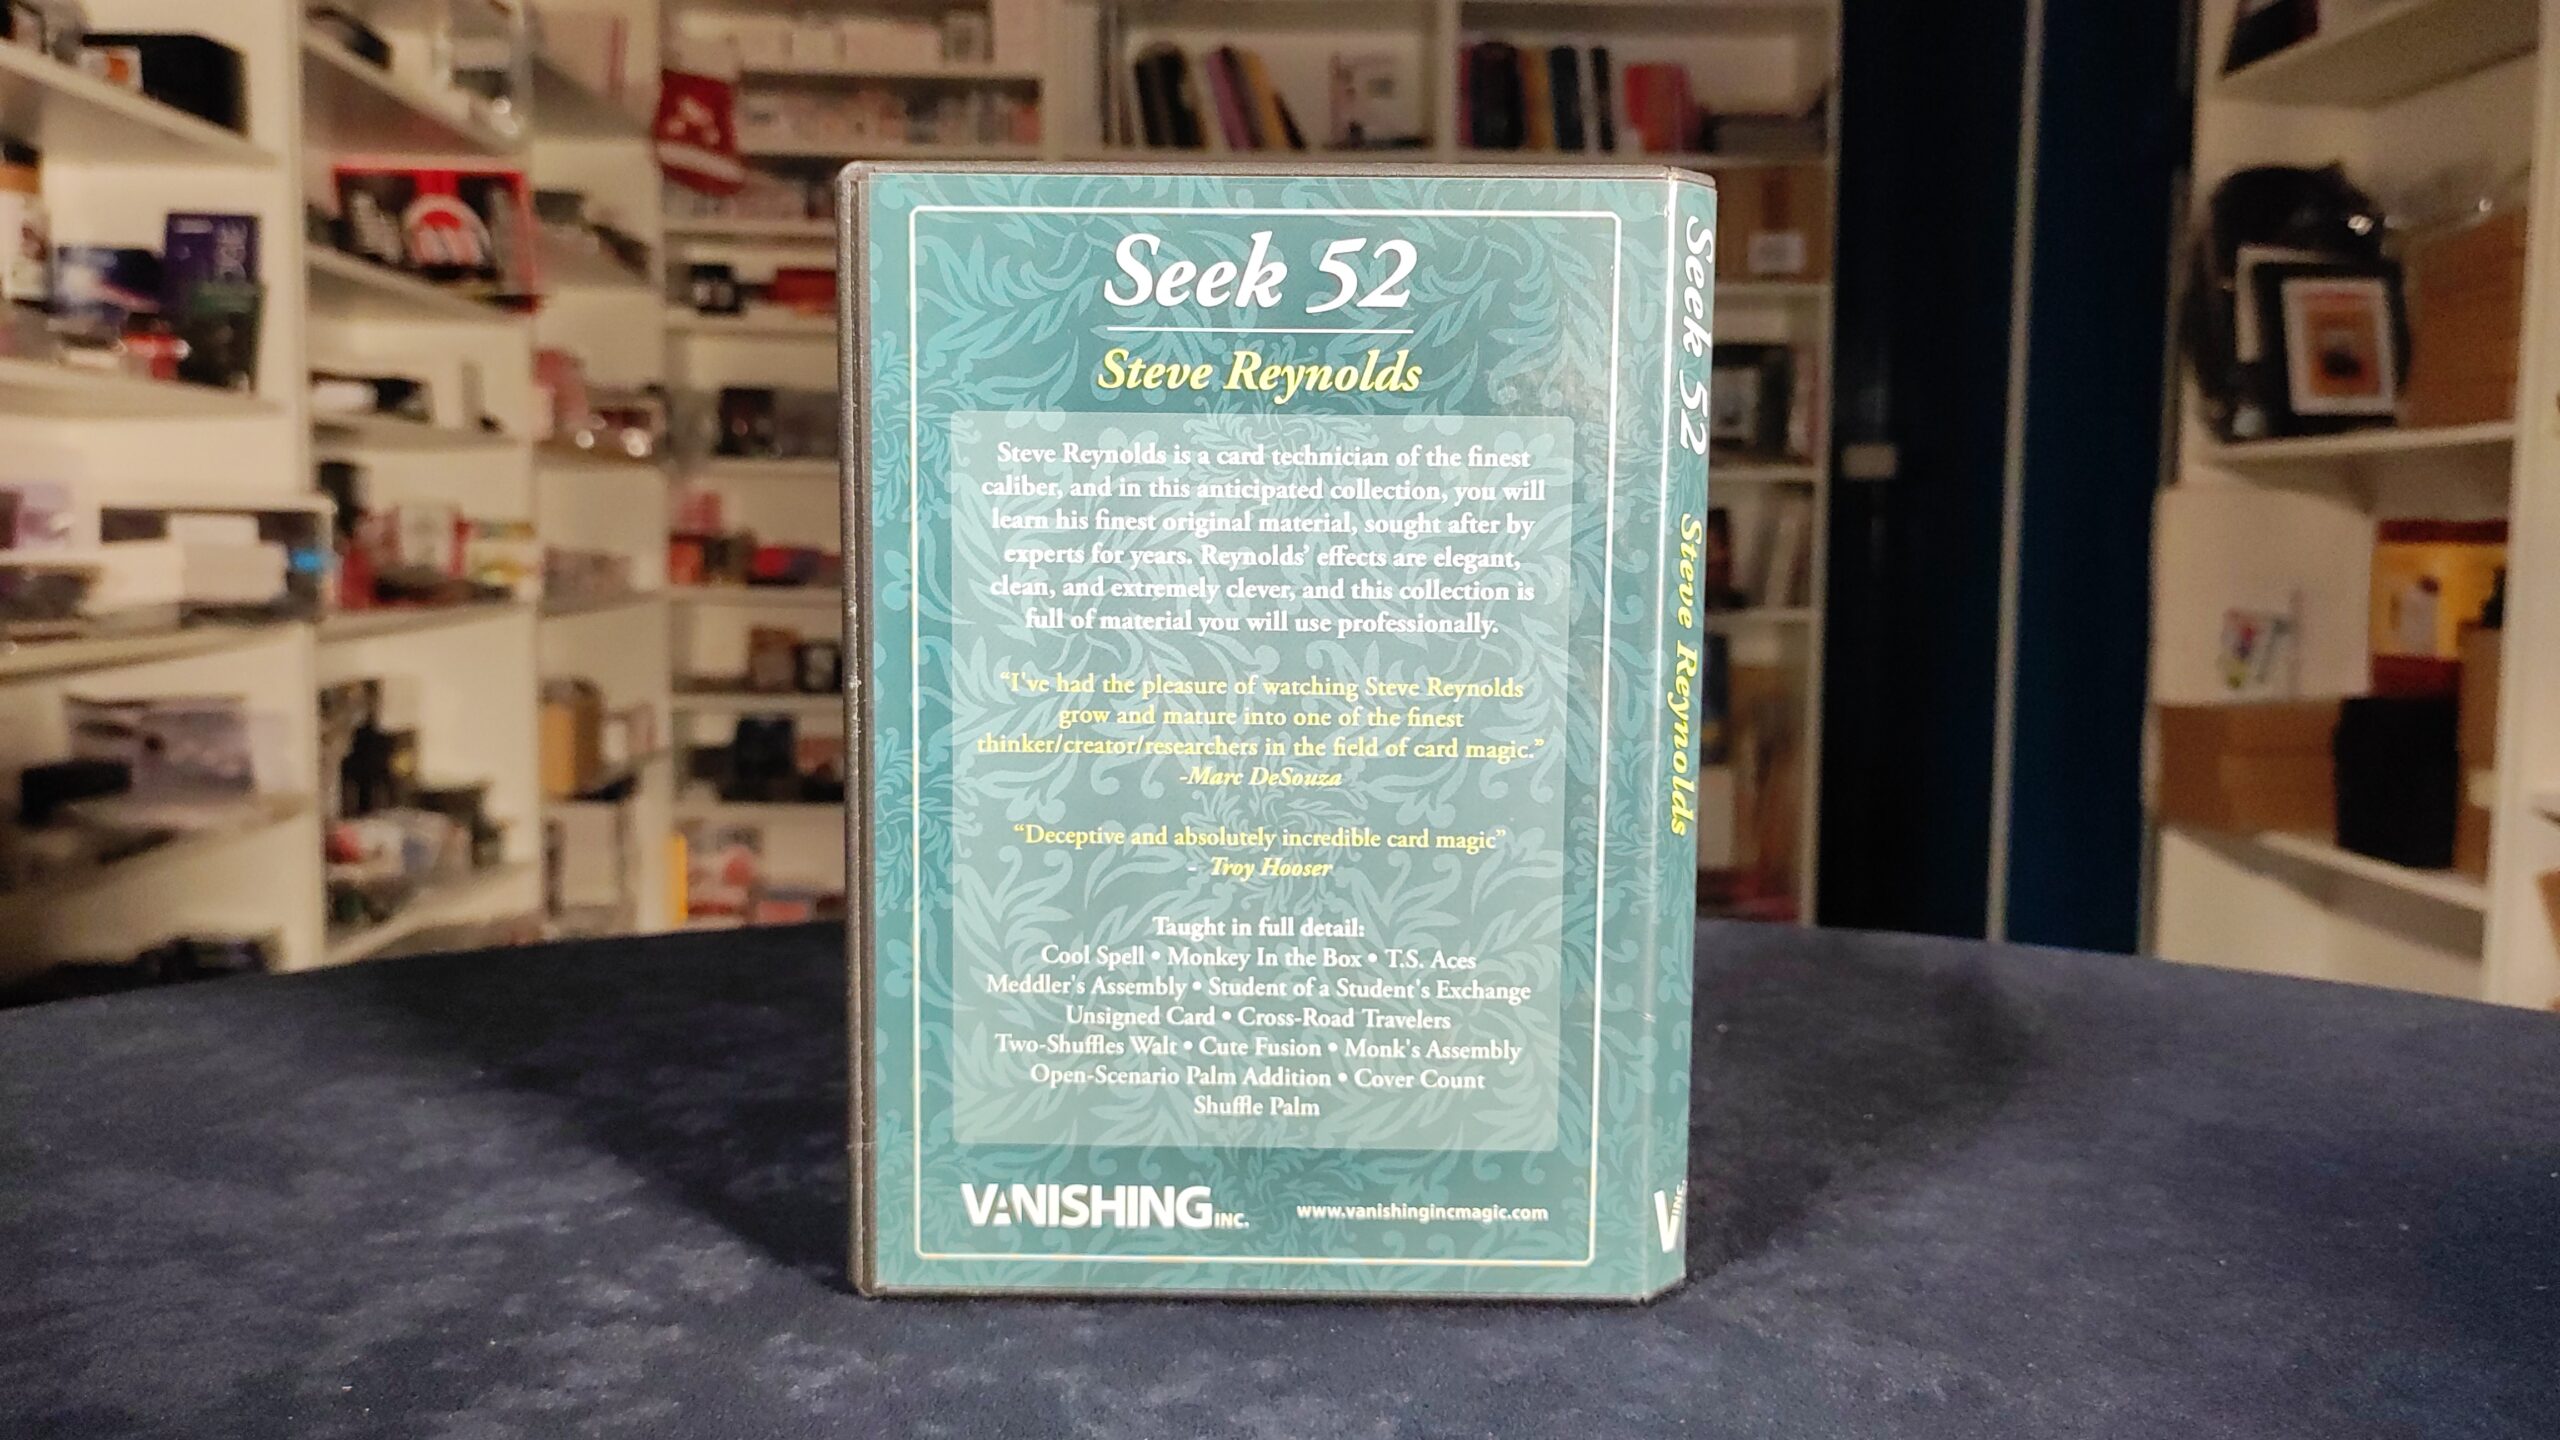 Seek 52
Steve Reynolds
Steve Reynolds is a card technician of the finest
caliber, and in this anticipated collection, you will
learn his finest original material, sought after by
experts for years. Reynolds' effects are elegant,
clean, and extremely clever, and this collection is
full of material you will use professionally.
“I've had the pleasure of watching Steve Reynolds
grow and mature into one of the finest
thinker/creator/researchers in the field of card magic.”
-Marc DeSouza
“Deceptive and absolutely incredible card magic”
- Troy Hooser
Taught in full detail:
Cool Spell • Monkey In the Box • T.S. Aces
Meddler's Assembly • Student of a Student's Exchange
Unsigned Card • Cross-Road Travelers
Two-Shuffles Walt • Cute Fusion • Monk's Assembly
Open-Scenario Palm Addition • Cover Count
Shuffle Palm
VANISHING INC.
www.vanishingincmagic.com
Seek 52 Steve Reynolds
V INC.